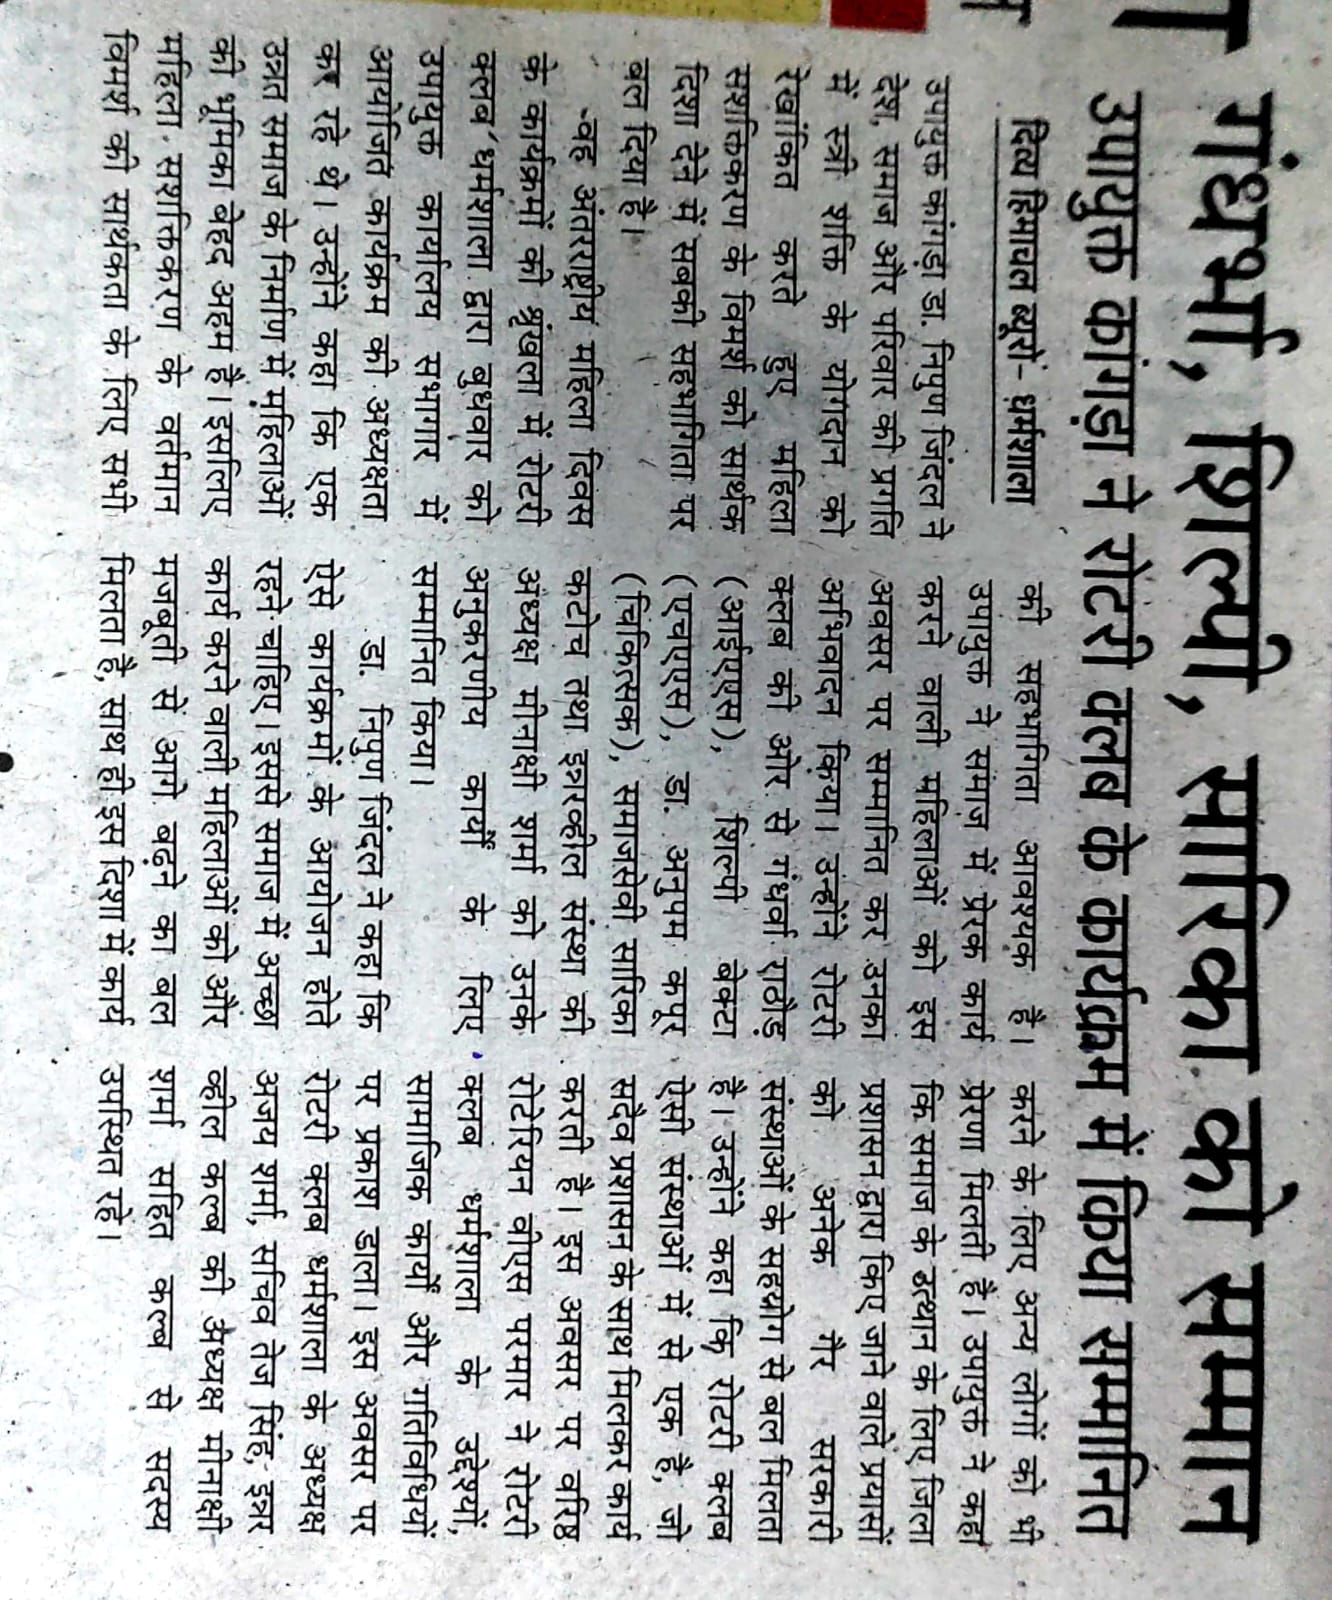 गंधर्भा, शिल्पी, सारिका को समान
उपायुक्त कांगड़ा ने रोटरी क्लब के कार्यक्रम में किया सम्मानित
दिव्य हिमाचल ब्यूरो- धर्मशाला
उपायुक्त कांगड़ा डा. निपुण जिंदल ने
देश, समाज और परिवार की प्रगति
में स्त्री शक्ति के योगदान को
रेखांकित करते हुए महिला
सशक्तिकरण के विमर्श को सार्थक
दिशा देने में सबकी सहभागिता पर
बल दिया है।
वह अंतरराष्ट्रीय महिला दिवस
के कार्यक्रमों की श्रृंखला में रोटरी
क्लब धर्मशाला द्वारा बुधवार को
उपायुक्त कार्यालय सभागार में
आयोजित कार्यक्रम की अध्यक्षता
कर रहे थे। उन्होंने कहा कि एक
उन्नत समाज के निर्माण में महिलाओं
की भूमिका बेहद अहम है। इसलिए
महिला सशक्तिकरण के वर्तमान
विमर्श की सार्थकता के लिए सभी
की सहभागिता आवश्यक है।
उपायुक्त ने समाज में प्रेरक कार्य
करने वाली महिलाओं को इस
अवसर पर सम्मानित कर उनका
अभिवादन किया। उन्होंने रोटरी
क्लब की ओर से गंधर्वा राठौड़
(आईएएस), शिल्पी बेक्टा
(एचएएस), डा. अनुपम कपूर
(चिकित्सक), समाजसेवी सारिका
कटोच तथा इन्नरव्हील संस्था की
अध्यक्ष मीनाक्षी शर्मा को उनके
अनुकरणीय कार्यों के लिए
सम्मानित किया।
डा. निपुण जिंदल ने कहा कि
ऐसे कार्यक्रमों के आयोजन होते
रहने चाहिए। इससे समाज में अच्छा
कार्य करने वाली महिलाओं को और
मजबूती से आगे बढ़ने का बल
मिलता है, साथ ही इस दिशा में कार्य
करने के लिए अन्य लोगों को भी
प्रेरणा मिलती है। उपायुक्त ने कहा
कि समाज के उत्थान के लिए जिला
प्रशासन द्वारा किए जाने वाले प्रयासों
को अनेक गैर सरकारी
संस्थाओं के सहयोग से बल मिलता
है। उन्होंने कहा कि रोटरी क्लब
ऐसी संस्थाओं में से एक है, जो
सदैव प्रशासन के साथ मिलकर कार्य
करती है। इस अवसर पर वरिष्ठ
रोटेरियन वीएस परमार ने रोटरी
क्लब धर्मशाला के उद्देश्यों,
सामाजिक कार्यों और गतिविधियों
पर प्रकाश डाला। इस अवसर पर
रोटरी क्लब धर्मशाला के अध्यक्ष
अजय शर्मा, सचिव तेज सिंह, इन्नर
व्हील कल्ब की अध्यक्ष मीनाक्षी
शर्मा सहित कल्ब से सदस्य
उपस्थित रहे।